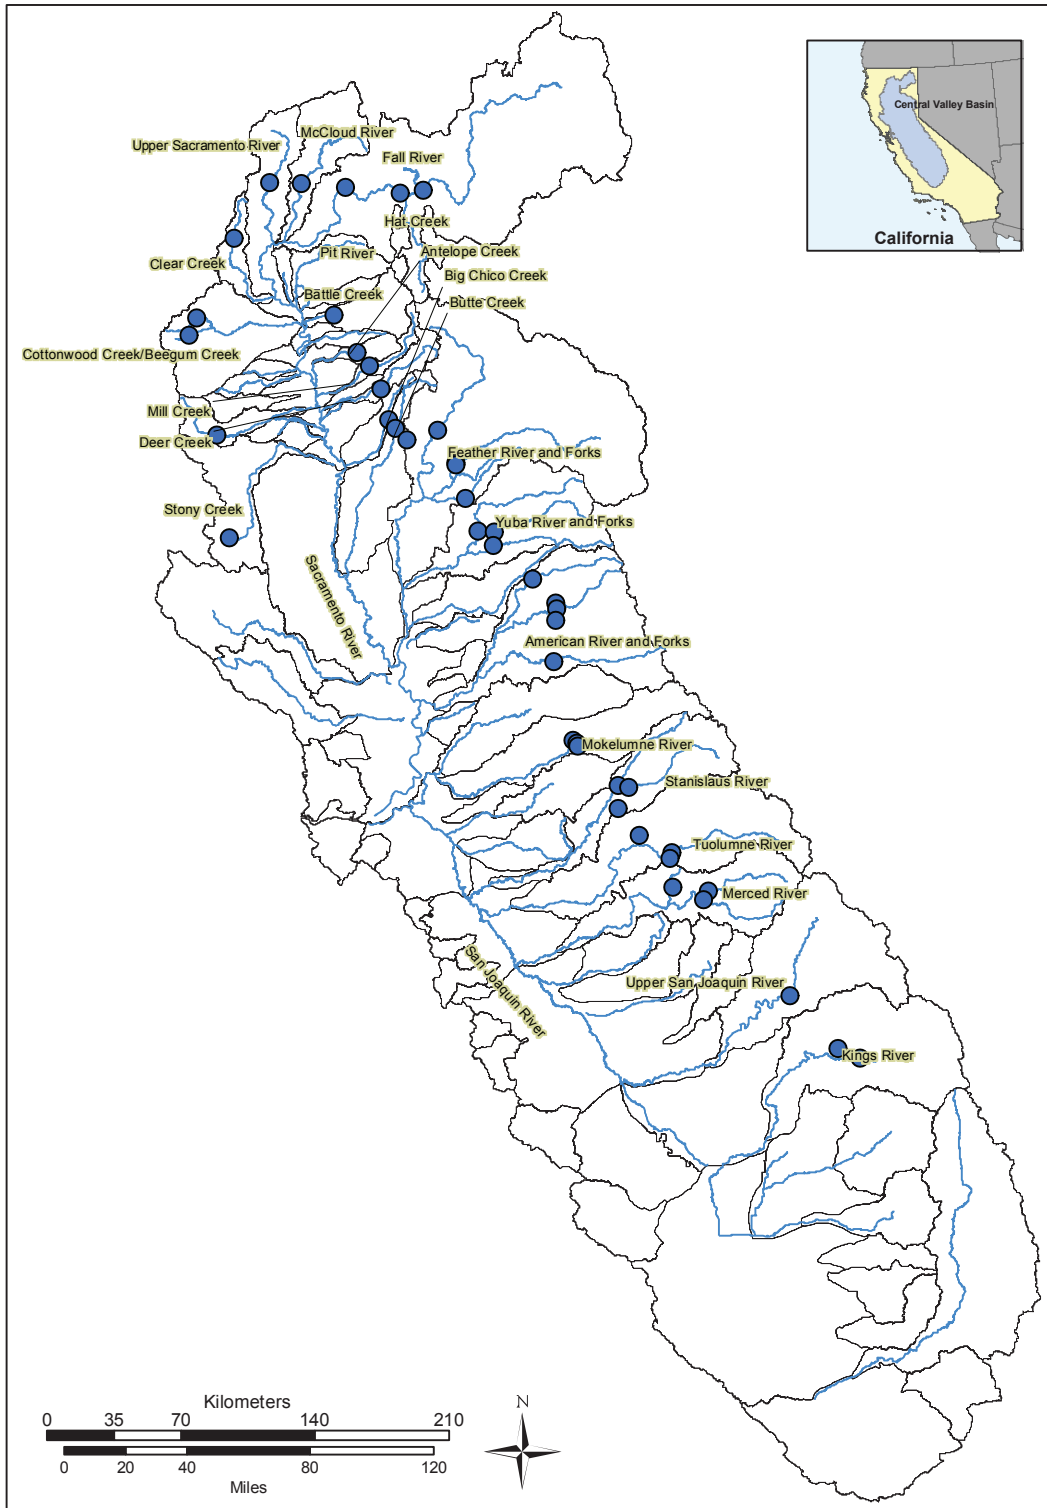 Central Valley Basin
California
McCloud River
Upper Sacramento River
Fall River
Hat Creek
Antelope Creek
Pit River
Clear Creek
Big Chico Creek
Battle Creek
Butte Creek
Cottonwood Creek/Beegum Creek
Mill Creek
Deer Creek
Feather River and Forks
Stony Creek
Yuba River and Forks
Sacramento River
American River and Forks
Mokelumne River
Stanislaus River
Tuolumne River
Merced River
San Joaquin River
Upper San Joaquin River
Kings River
Kilometers
0 35 70 140 210
0 20 40 80 120
Miles
N